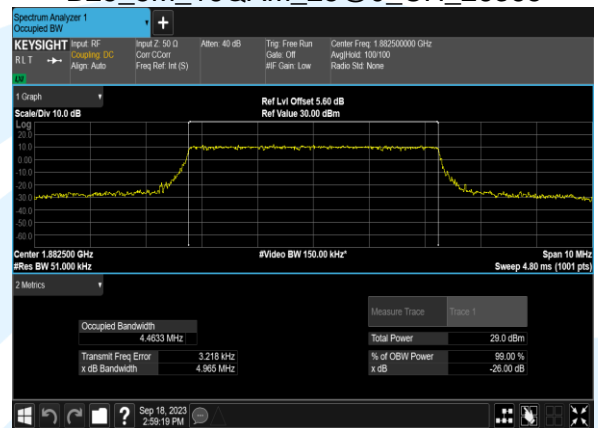 Spectrum Analyzer 1
Occupied BW
KEYSIGHT Input: RF Input Z: 50 Ω Atten: 40 dB Trig: Free Run Center Freq: 1.882500000 GHz
RLT Coupling: DC Corr CCorr Gate: Off Avg|Hold: 100/100
Align: Auto Freq Ref: Int (S) #IF Gain: Low Radio Std: None
LV
1 Graph
Scale/Div 10.0 dB Ref Lvl Offset 5.60 dB
Ref Value 30.00 dBm
Log
20.0
10.0
0.00
-10.0
-20.0
-30.0
-40.0
-50.0
-60.0
Center 1.882500 GHz #Video BW 150.00 kHz* Span 10 MHz
#Res BW 51.000 kHz Sweep 4.80 ms (1001 pts)
2 Metrics
Measure Trace Trace 1
Occupied Bandwidth
4.4633 MHz Total Power 29.0 dBm
Transmit Freq Error 3.218 kHz % of OBW Power 99.00 %
x dB Bandwidth 4.965 MHz x dB -26.00 dB
? Sep 18, 2023
2:59:19 PM